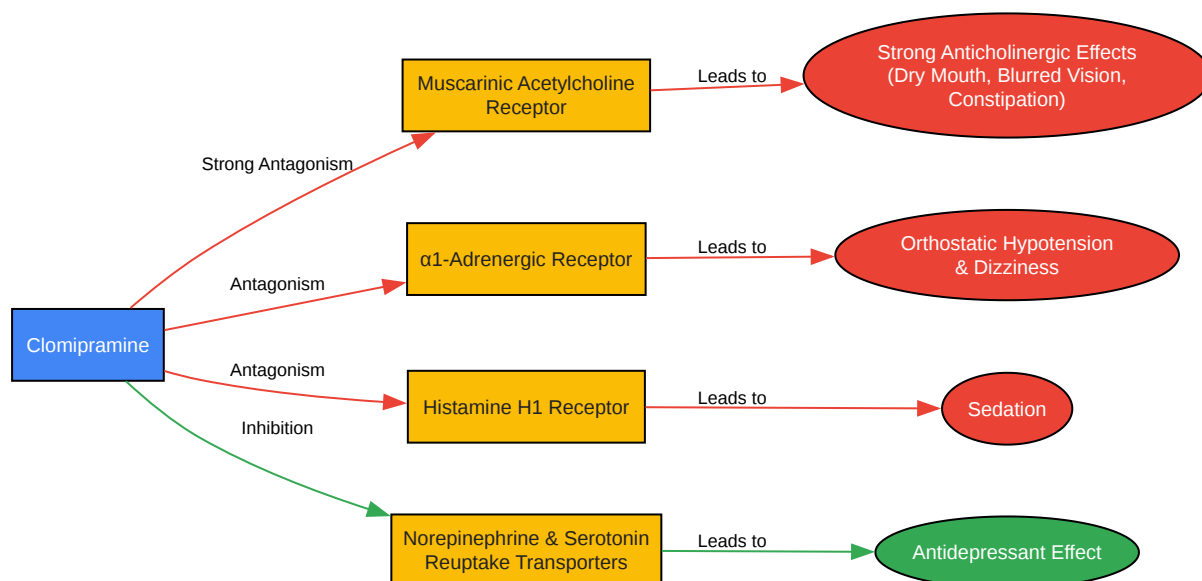 Strong Anticholinergic Effects
(Dry Mouth, Blurred Vision,
Constipation)
Leads to
Muscarinic Acetylcholine
Receptor
Strong Antagonism
Orthostatic Hypotension
& Dizziness
Leads to
α1-Adrenergic Receptor
Antagonism
Clomipramine
Antagonism
Histamine H1 Receptor
Leads to
Sedation
Inhibition
Norepinephrine & Serotonin
Reuptake Transporters
Leads to
Antidepressant Effect